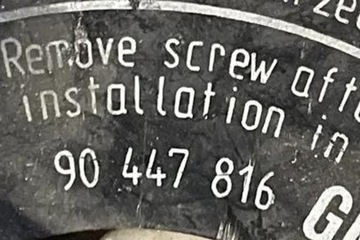 Remove screw afte
installation in
90 447 816